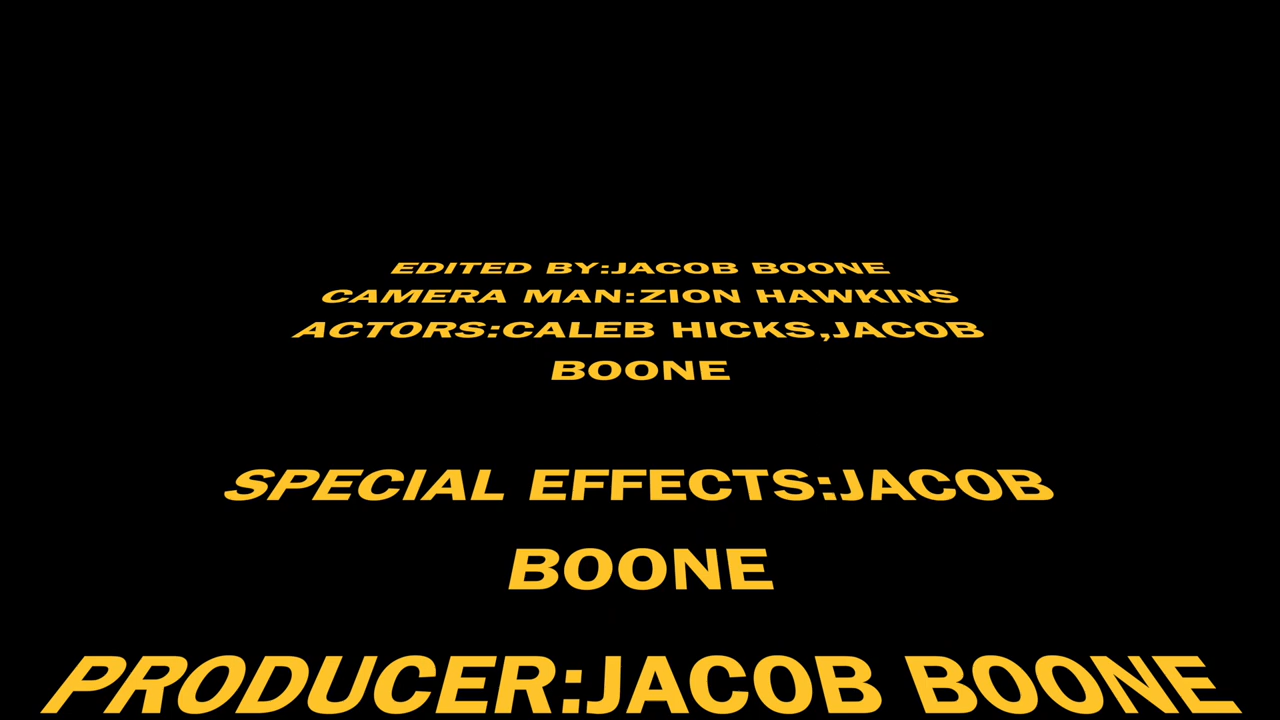 EDITED BY:JACOB BOONE
CAMERA MAN:ZION HAWKINS
ACTORS:CALEB HICKS,JACOB
BOONE
SPECIAL EFFECTS:JACOB
BOONE
PRODUCER:JACOB BOONE